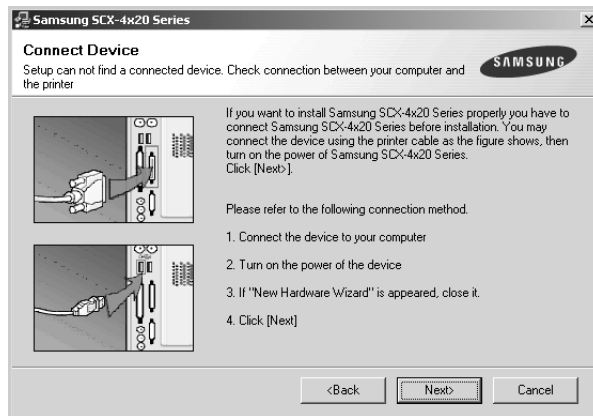 Samsung SCX-4x20 Series
Connect Device
Setup can not find a connected device. Check connection between your computer and
the printer
SAMSUNG
If you want to install Samsung SCX-4x20 Series properly you have to
connect Samsung SCX-4x20 Series before installation. You may
connect the device using the printer cable as the figure shows, then
turn on the power of Samsung SCX-4x20 Series.
Click [Next>].
Please refer to the following connection method.
1. Connect the device to your computer
2. Turn on the power of the device
3. If "New Hardware Wizard" is appeared, close it.
4. Click [Next]
<Back
Next>
Cancel